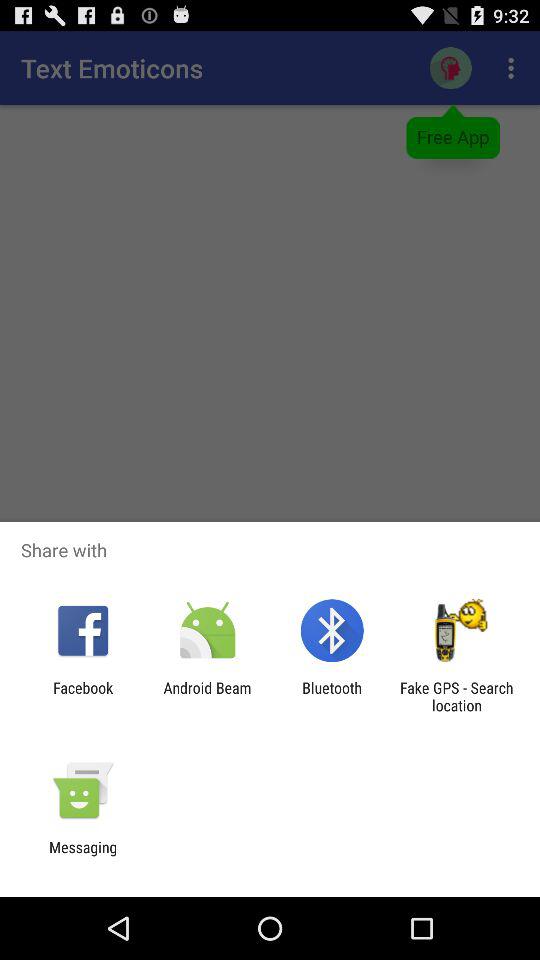 9:32
Text Emoticons
Free App
Share with
Facebook
Android Beam
Bluetooth
Fake GPS - Search
location
Messaging